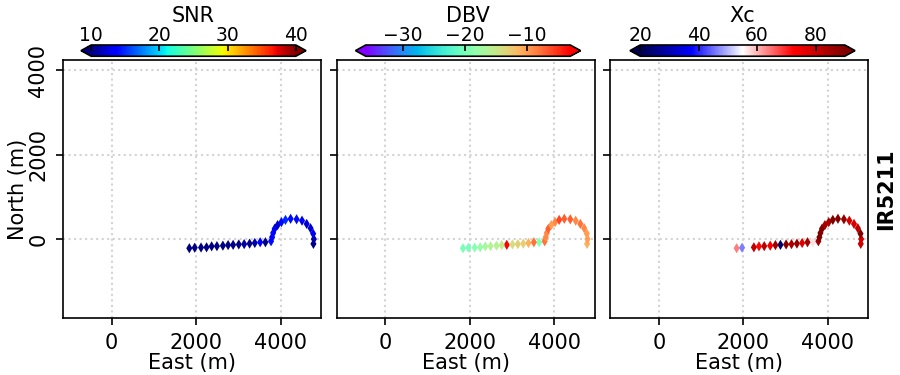 SNR DBV Xc
10 20 30 40 −30 −20 −10 20 40 60 80
4000
2000
0
North (m)
IR5211
0 2000 4000 0 2000 4000 0 2000 4000
East (m) East (m) East (m)